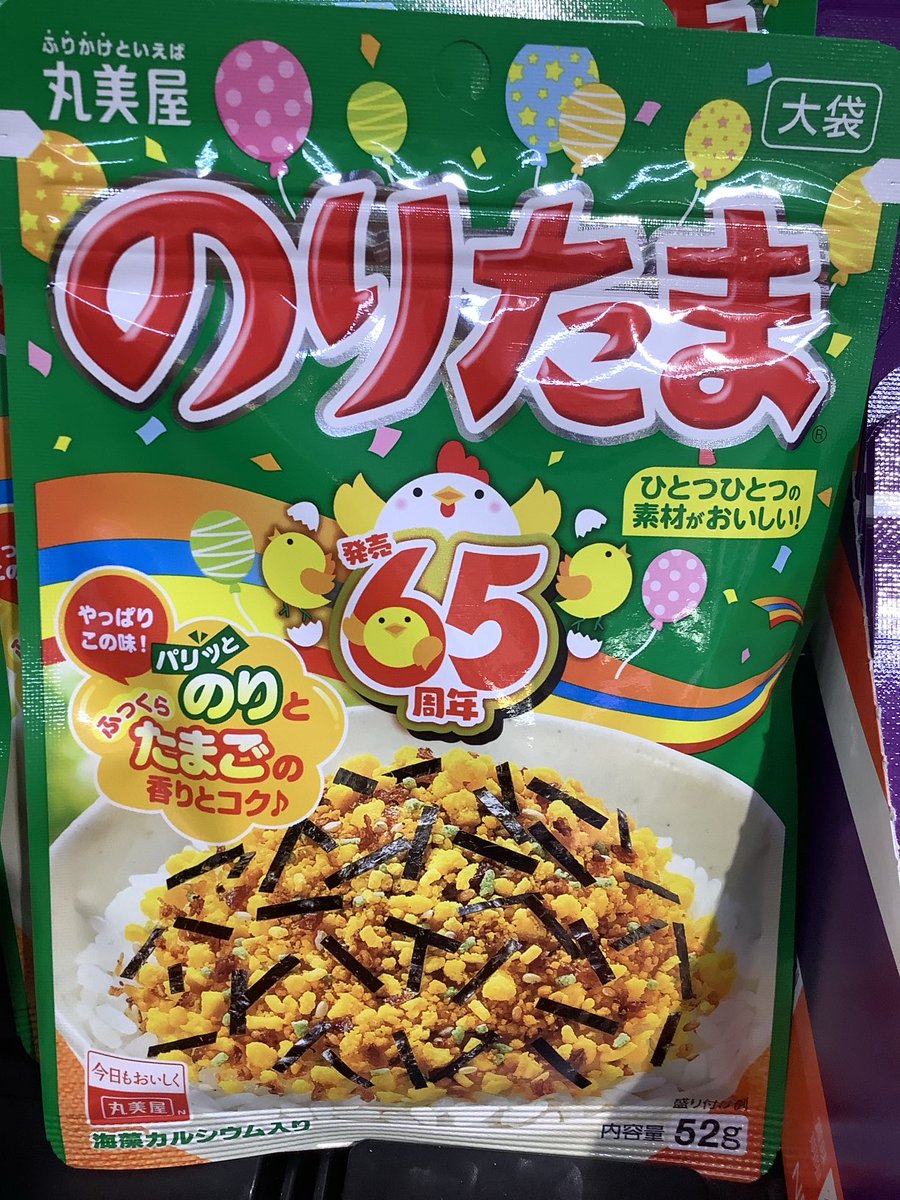 ふりかけといえば
丸美屋
大袋
のりたま
®
ひとつひとつの
素材がおいしい!
発売
65
周年
やっぱり
この味!
パリッと
のりと
ふっくら
たまごの
香りとコク♪
今日もおいしく
丸美屋
海藻カルシウム入り
盛り付け例
内容量 52g